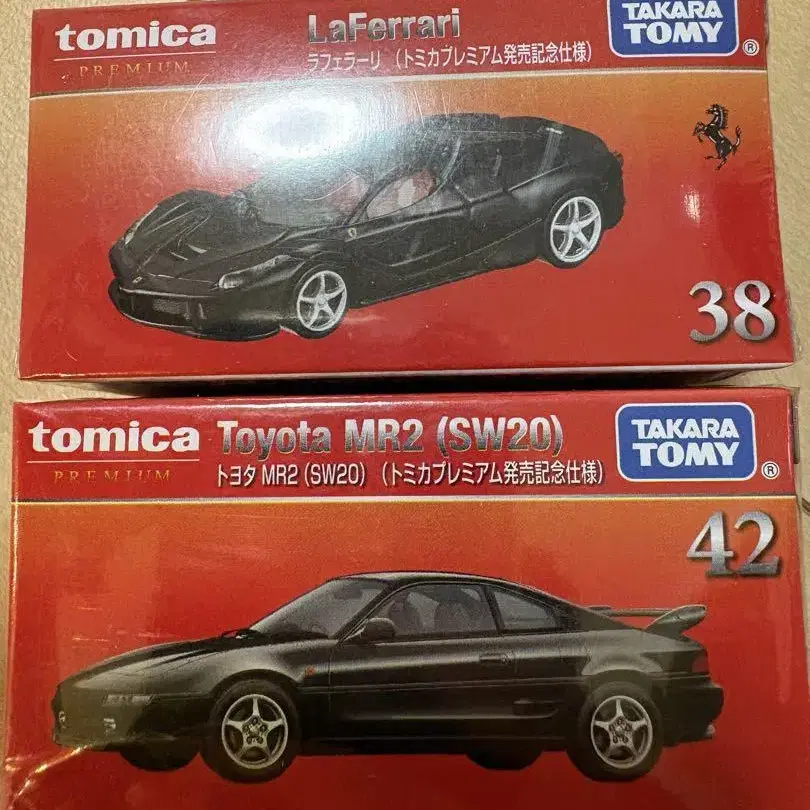 tomica
PREMIUM
LaFerrari
ラフェラーリ (トミカプレミアム発売記念仕様)
TAKARA
TOMY
®
38
tomica
PREMIUM
Toyota MR2 (SW20)
トヨタ MR2 (SW20) (トミカプレミアム発売記念仕様)
TAKARA
TOMY
®
42